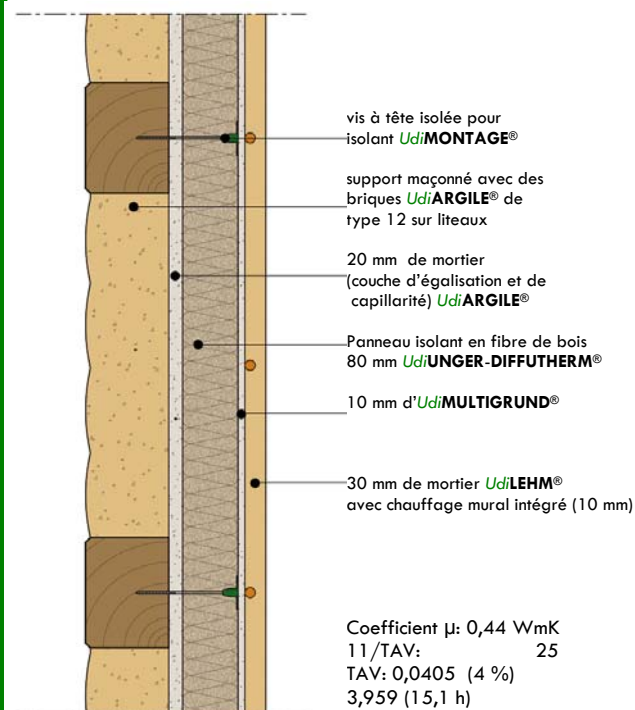 vis à tête isolée pour
isolant UdiMONTAGE®
support maçonné avec des
briques UdiARGILE® de
type 12 sur liteaux
20 mm de mortier
(couche d'égalisation et de
capillarité) UdiARGILE®
Panneau isolant en fibre de bois
80 mm UdiUNGER-DIFFUTHERM®
10 mm d'UdiMULTIGRUND®
30 mm de mortier UdiLEHM®
avec chauffage mural intégré (10 mm)
Coefficient µ: 0,44 WmK
11/TAV: 25
TAV: 0,0405 (4 %)
3,959 (15,1 h)